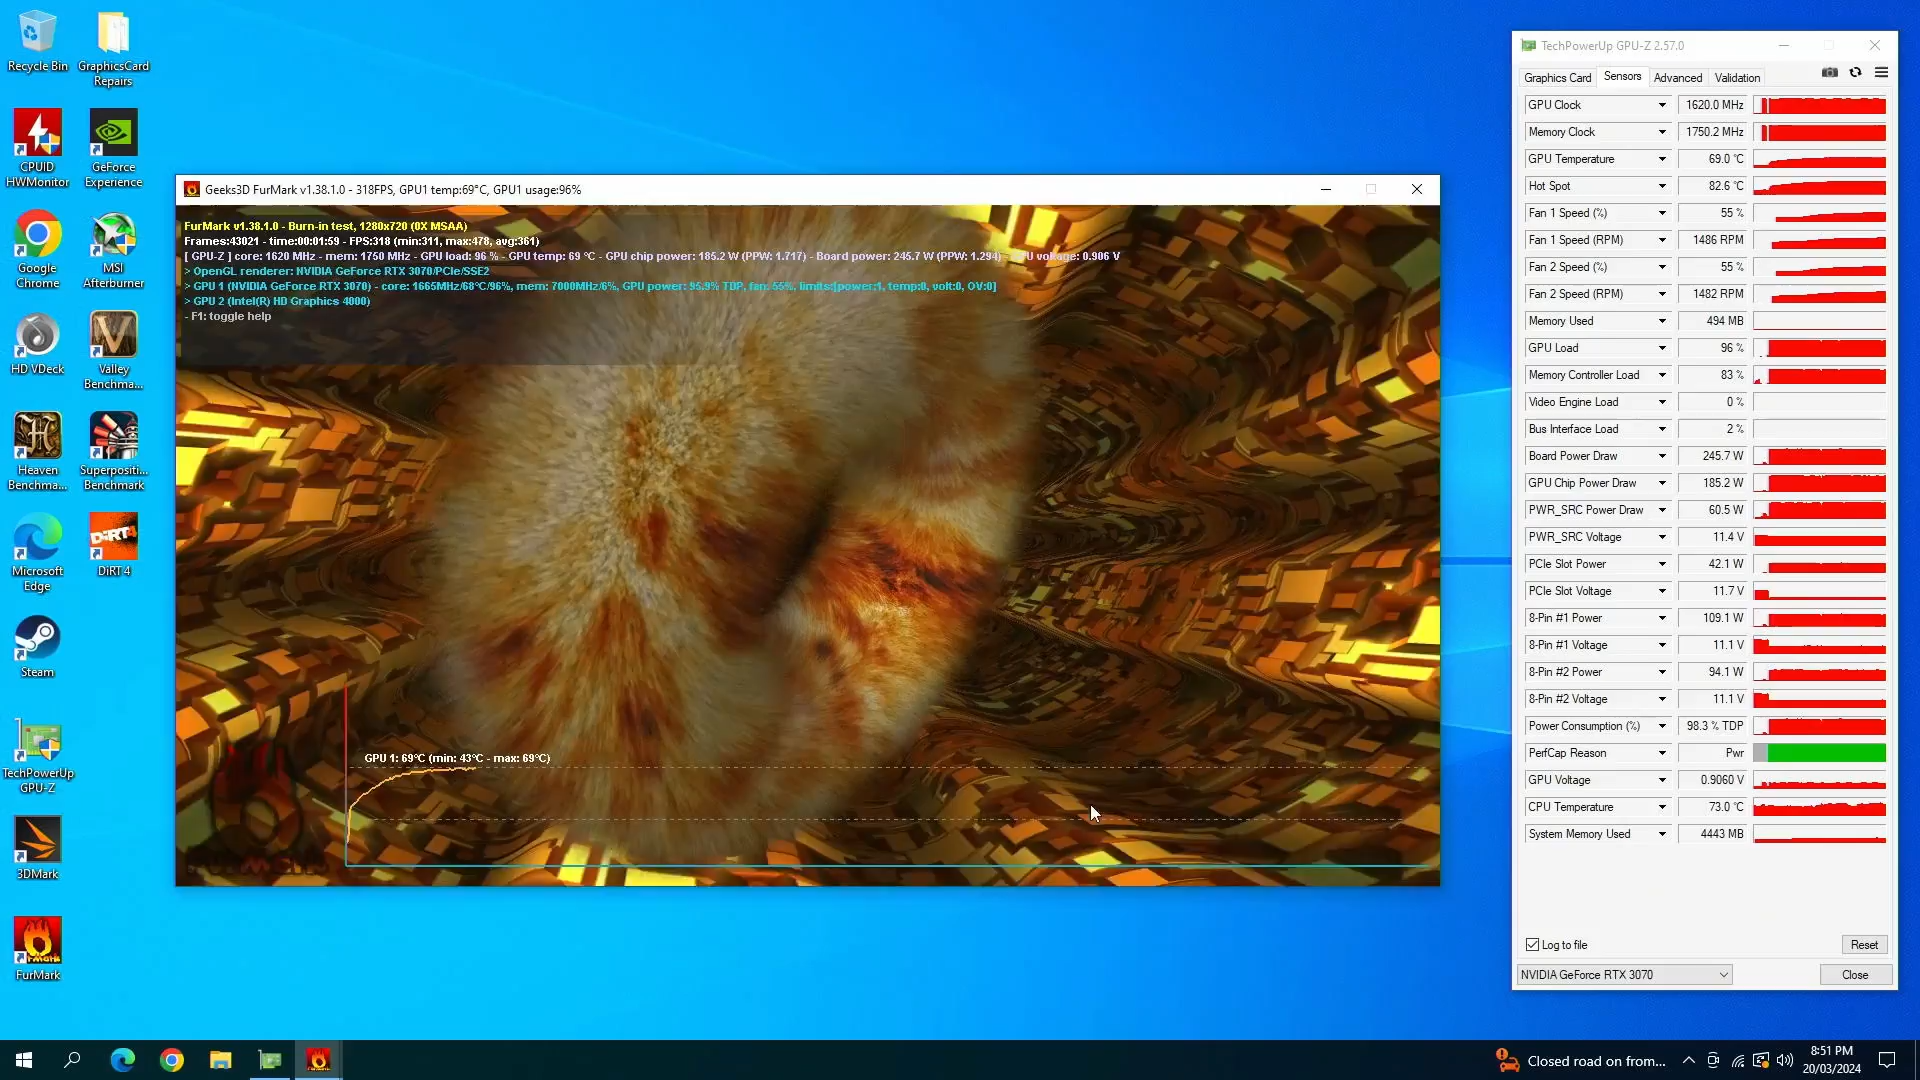 Recycle Bin
GraphicsCard
Repairs
CPUID
HWMonitor
GeForce
Experience
Google
Chrome
MSI
Afterburner
HD VDeck
Valley
Benchma...
Heaven
Benchma...
Superpositi...
Benchmark
Microsoft
Edge
DiRT 4
Steam
TechPowerUp
GPU-Z
3DMark
FurMark
Geeks3D FurMark v1.38.1.0 - 318FPS, GPU1 temp:69°C, GPU1 usage:96%
FurMark v1.38.1.0 - Burn-in test, 1280x720 (0X MSAA)
Frames:43021 - time:00:01:59 - FPS:318 (min:311, max:478, avg:361)
[ GPU-Z ] core: 1620 MHz - mem: 1750 MHz - GPU load: 96 % - GPU temp: 69 °C - GPU chip power: 185.2 W (PPW: 1.717) - Board power: 245.7 W (PPW: 1.294) - GPU voltage: 0.906 V
> OpenGL renderer: NVIDIA GeForce RTX 3070/PCIe/SSE2
> GPU 1 (NVIDIA GeForce RTX 3070) - core: 1665MHz/68°C/96%, mem: 7000MHz/6%, GPU power: 95.9% TDP, fan: 55%, limits:[power:1, temp:0, volt:0, OV:0]
> GPU 2 (Intel(R) HD Graphics 4000)
- F1: toggle help
GPU 1: 69°C (min: 43°C - max: 69°C)
TechPowerUp GPU-Z 2.57.0
Graphics Card Sensors Advanced Validation
GPU Clock 1620.0 MHz
Memory Clock 1750.2 MHz
GPU Temperature 69.0 °C
Hot Spot 82.6 °C
Fan 1 Speed (%) 55 %
Fan 1 Speed (RPM) 1486 RPM
Fan 2 Speed (%) 55 %
Fan 2 Speed (RPM) 1482 RPM
Memory Used 494 MB
GPU Load 96 %
Memory Controller Load 83 %
Video Engine Load 0 %
Bus Interface Load 2 %
Board Power Draw 245.7 W
GPU Chip Power Draw 185.2 W
PWR_SRC Power Draw 60.5 W
PWR_SRC Voltage 11.4 V
PCIe Slot Power 42.1 W
PCIe Slot Voltage 11.7 V
8-Pin #1 Power 109.1 W
8-Pin #1 Voltage 11.1 V
8-Pin #2 Power 94.1 W
8-Pin #2 Voltage 11.1 V
Power Consumption (%) 98.3 % TDP
PerfCap Reason Pwr
GPU Voltage 0.9060 V
CPU Temperature 73.0 °C
System Memory Used 4443 MB
Log to file
Reset
NVIDIA GeForce RTX 3070
Close
Closed road on from...
8:51 PM
20/03/2024